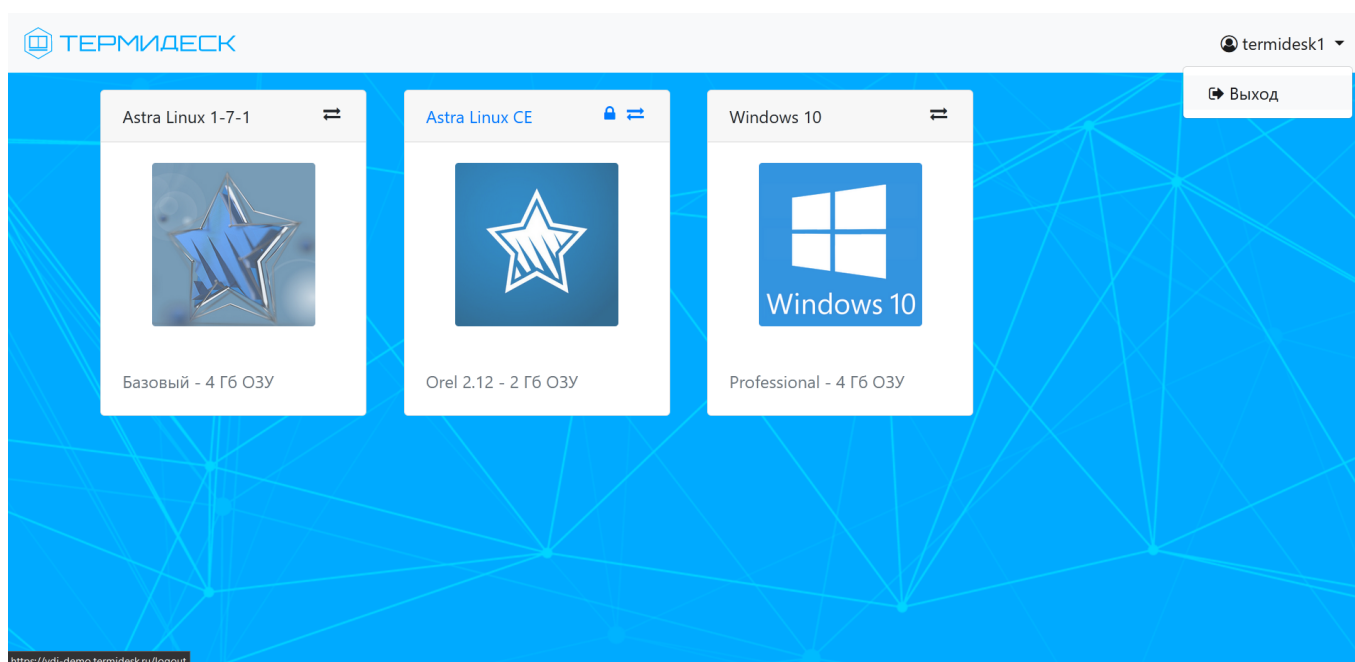 ТЕРМИДЕСК
termidesk1
Выход
Astra Linux 1-7-1
Astra Linux CE
Windows 10
Windows 10
Базовый - 4 Гб ОЗУ
Orel 2.12 - 2 Гб ОЗУ
Professional - 4 Гб ОЗУ
https://vdi-demo.termidesk.ru/logout